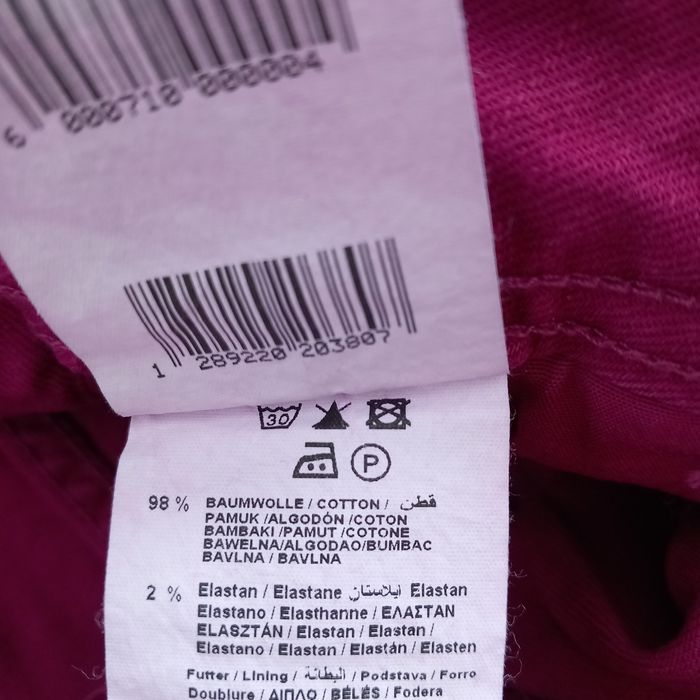 6 000710 000004
1 289220 203807
30
P
98 % BAUMWOLLE / COTTON / قطن
PAMUK /ALGODÓN /COTON
BAMBAKI /PAMUT /COTONE
BAWELNA/ALGODAO/BUMBAC
BAVLNA / BAVLNA
2 % Elastan / Elastane ايلاستان Elastan
Elastano / Elasthanne / ΕΛΑΣΤΑΝ
ELASZTÁN / Elastan / Elastan /
Elastano / Elastan / Elastán / Elasten
Futter / Lining / البطانة / Podstava / Forro
Doublure / ΔΙΠΛΟ / BÉLÉS / Fodera